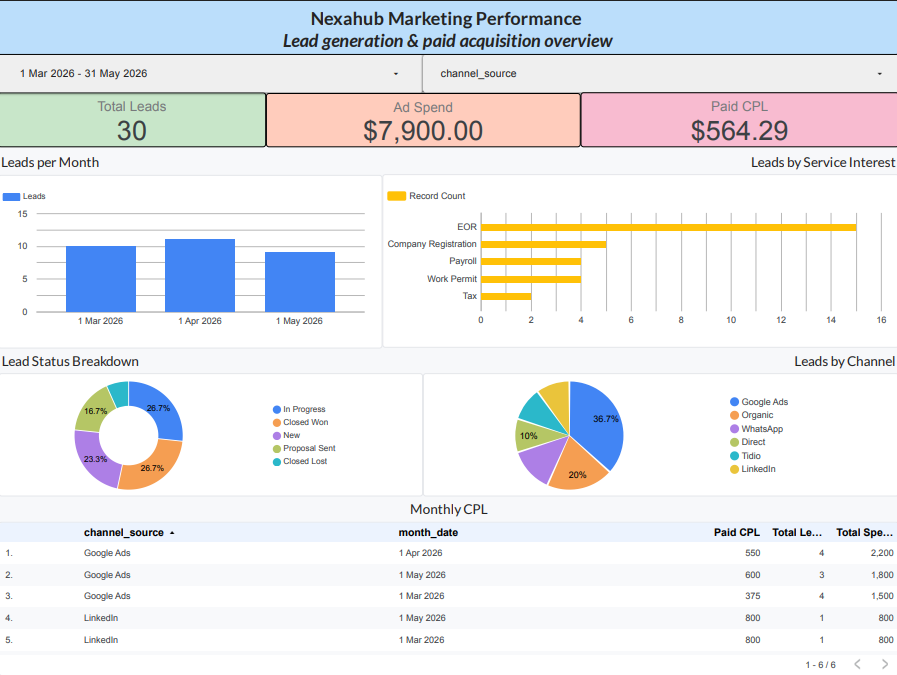 Nexahub Marketing Performance
Lead generation & paid acquisition overview
1 Mar 2026 - 31 May 2026
channel_source
Total Leads
30
Ad Spend
$7,900.00
Paid CPL
$564.29
Leads per Month
Leads by Service Interest
Leads
15
10
5
0
1 Mar 2026 1 Apr 2026 1 May 2026
Record Count
EOR
Company Registration
Payroll
Work Permit
Tax
0 2 4 6 8 10 12 14 16
Lead Status Breakdown
Leads by Channel
26.7%
26.7%
23.3%
16.7%
In Progress
Closed Won
New
Proposal Sent
Closed Lost
36.7%
20%
10%
Google Ads
Organic
WhatsApp
Direct
Tidio
LinkedIn
Monthly CPL
channel_source month_date Paid CPL Total Le... Total Spe...
1. Google Ads 1 Apr 2026 550 4 2,200
2. Google Ads 1 May 2026 600 3 1,800
3. Google Ads 1 Mar 2026 375 4 1,500
4. LinkedIn 1 May 2026 800 1 800
5. LinkedIn 1 Mar 2026 800 1 800
1 - 6 / 6